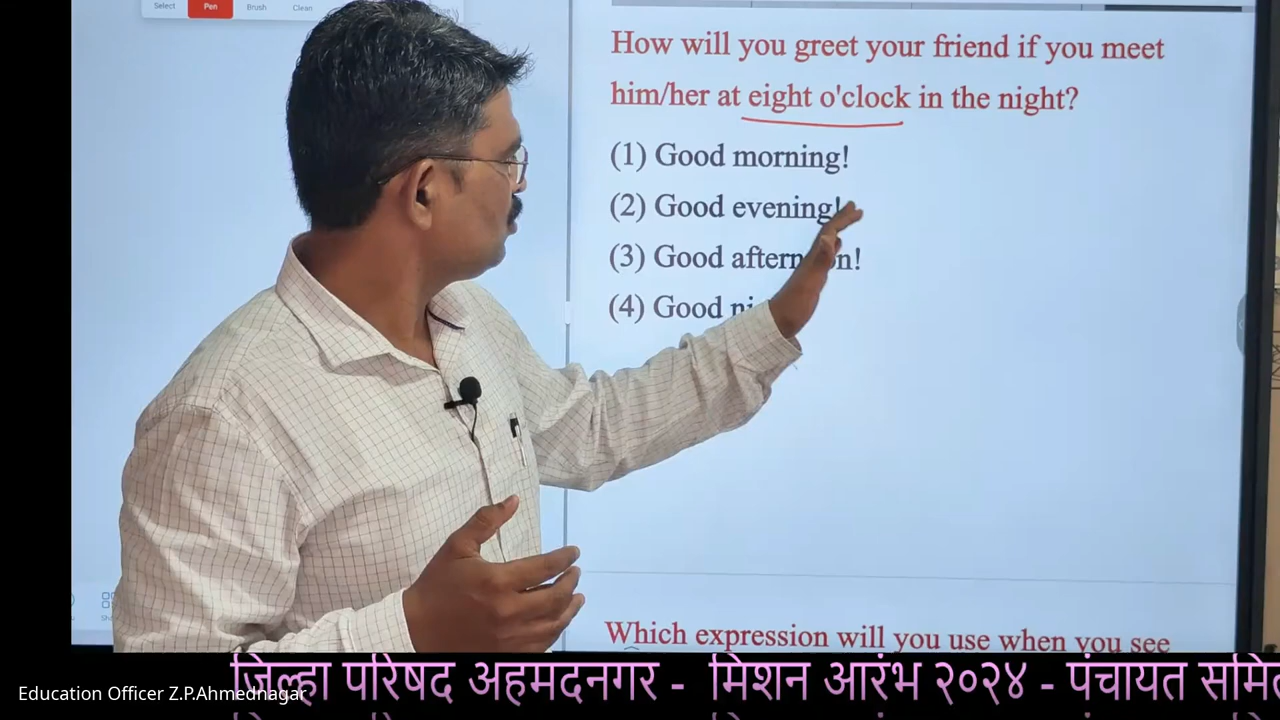 Select Pen Brush Clean
How will you greet your friend if you meet
him/her at eight o'clock in the night?
(1) Good morning!
(2) Good evening!
(3) Good afternoon!
(4) Good
Which expression will you use when you see
जिल्हा परिषद अहमदनगर - मिशन आरंभ २०२४ - पंचायत
Education Officer Z.P.Ahmednagar